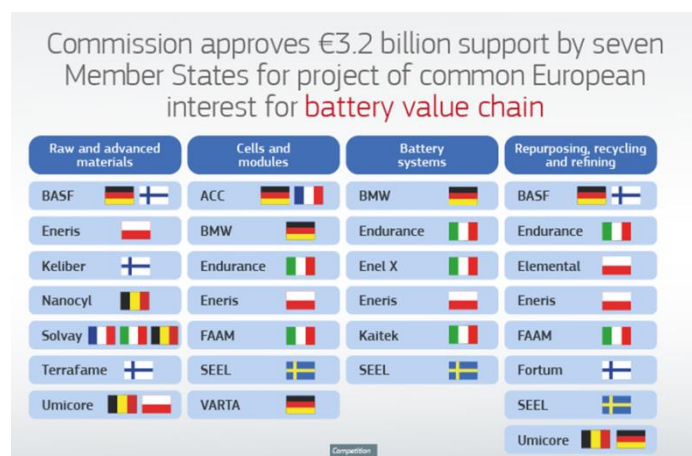 Commission approves €3.2 billion support by seven
Member States for project of common European
interest for battery value chain
Raw and advanced
materials
BASF
Eneris
Keliber
Nanocyl
Solvay
Terrafame
Umicore
Cells and
modules
ACC
BMW
Endurance
Eneris
FAAM
SEEL
VARTA
Battery
systems
BMW
Endurance
Enel X
Eneris
Kaitek
SEEL
Repurposing, recycling
and refining
BASF
Endurance
Elemental
Eneris
FAAM
Fortum
SEEL
Umicore
Competition